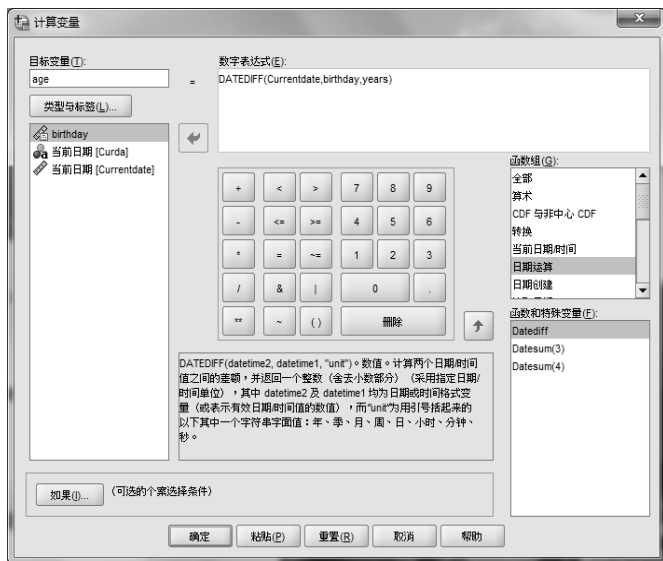 计算变量
目标变量(T):
age
=
类型与标签(L)...
birthday
当前日期 [Curda]
当前日期 [Currentdate]
数字表达式(E):
DATEDIFF(Currentdate,birthday,years)
+ < > 7 8 9
- <= >= 4 5 6
* = ~= 1 2 3
/ & | 0 .
** ~ ( ) 删除
函数组(G):
全部
算术
CDF 与非中心 CDF
转换
当前日期/时间
日期运算
日期创建
函数和特殊变量(F):
Datediff
Datesum(3)
Datesum(4)
DATEDIFF(datetime2, datetime1, "unit")。数值。计算两个日期/时间
值之间的差额，并返回一个整数（舍去小数部分）（采用指定日期/
时间单位），其中 datetime2 及 datetime1 均为日期或时间格式变
量（或表示有效日期/时间值的数值），而"unit"为用引号括起来的
以下其中一个字符串字面值：年、季、月、周、日、小时、分钟、
秒。
如果(I)...
(可选的个案选择条件)
确定
粘贴(P)
重置(R)
取消
帮助